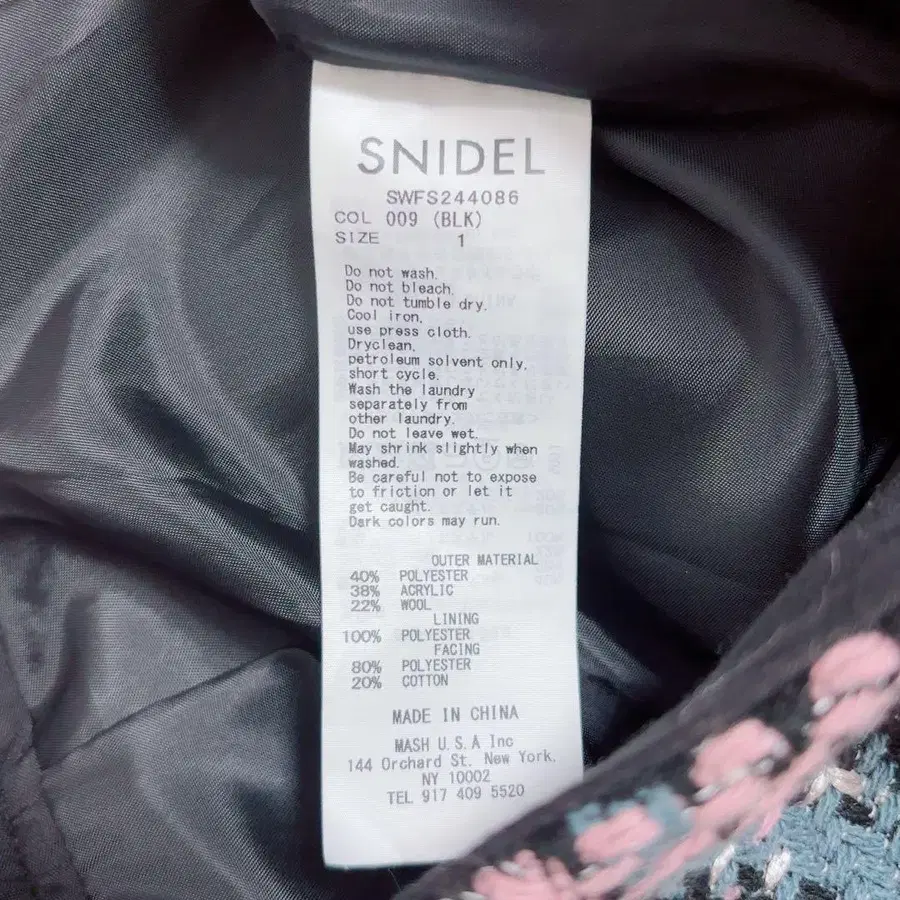 SNIDEL
SWFS244086
COL 009 (BLK)
SIZE 1
Do not wash.
Do not bleach.
Do not tumble dry.
Cool iron,
use press cloth.
Dryclean,
petroleum solvent only,
short cycle.
Wash the laundry
separately from
other laundry.
Do not leave wet.
May shrink slightly when
washed.
Be careful not to expose
to friction or let it
get caught.
Dark colors may run.
OUTER MATERIAL
40% POLYESTER
38% ACRYLIC
22% WOOL
LINING
100% POLYESTER
FACING
80% POLYESTER
20% COTTON
MADE IN CHINA
MASH U.S.A Inc
144 Orchard St. New York.
NY 10002
TEL 917 409 5520